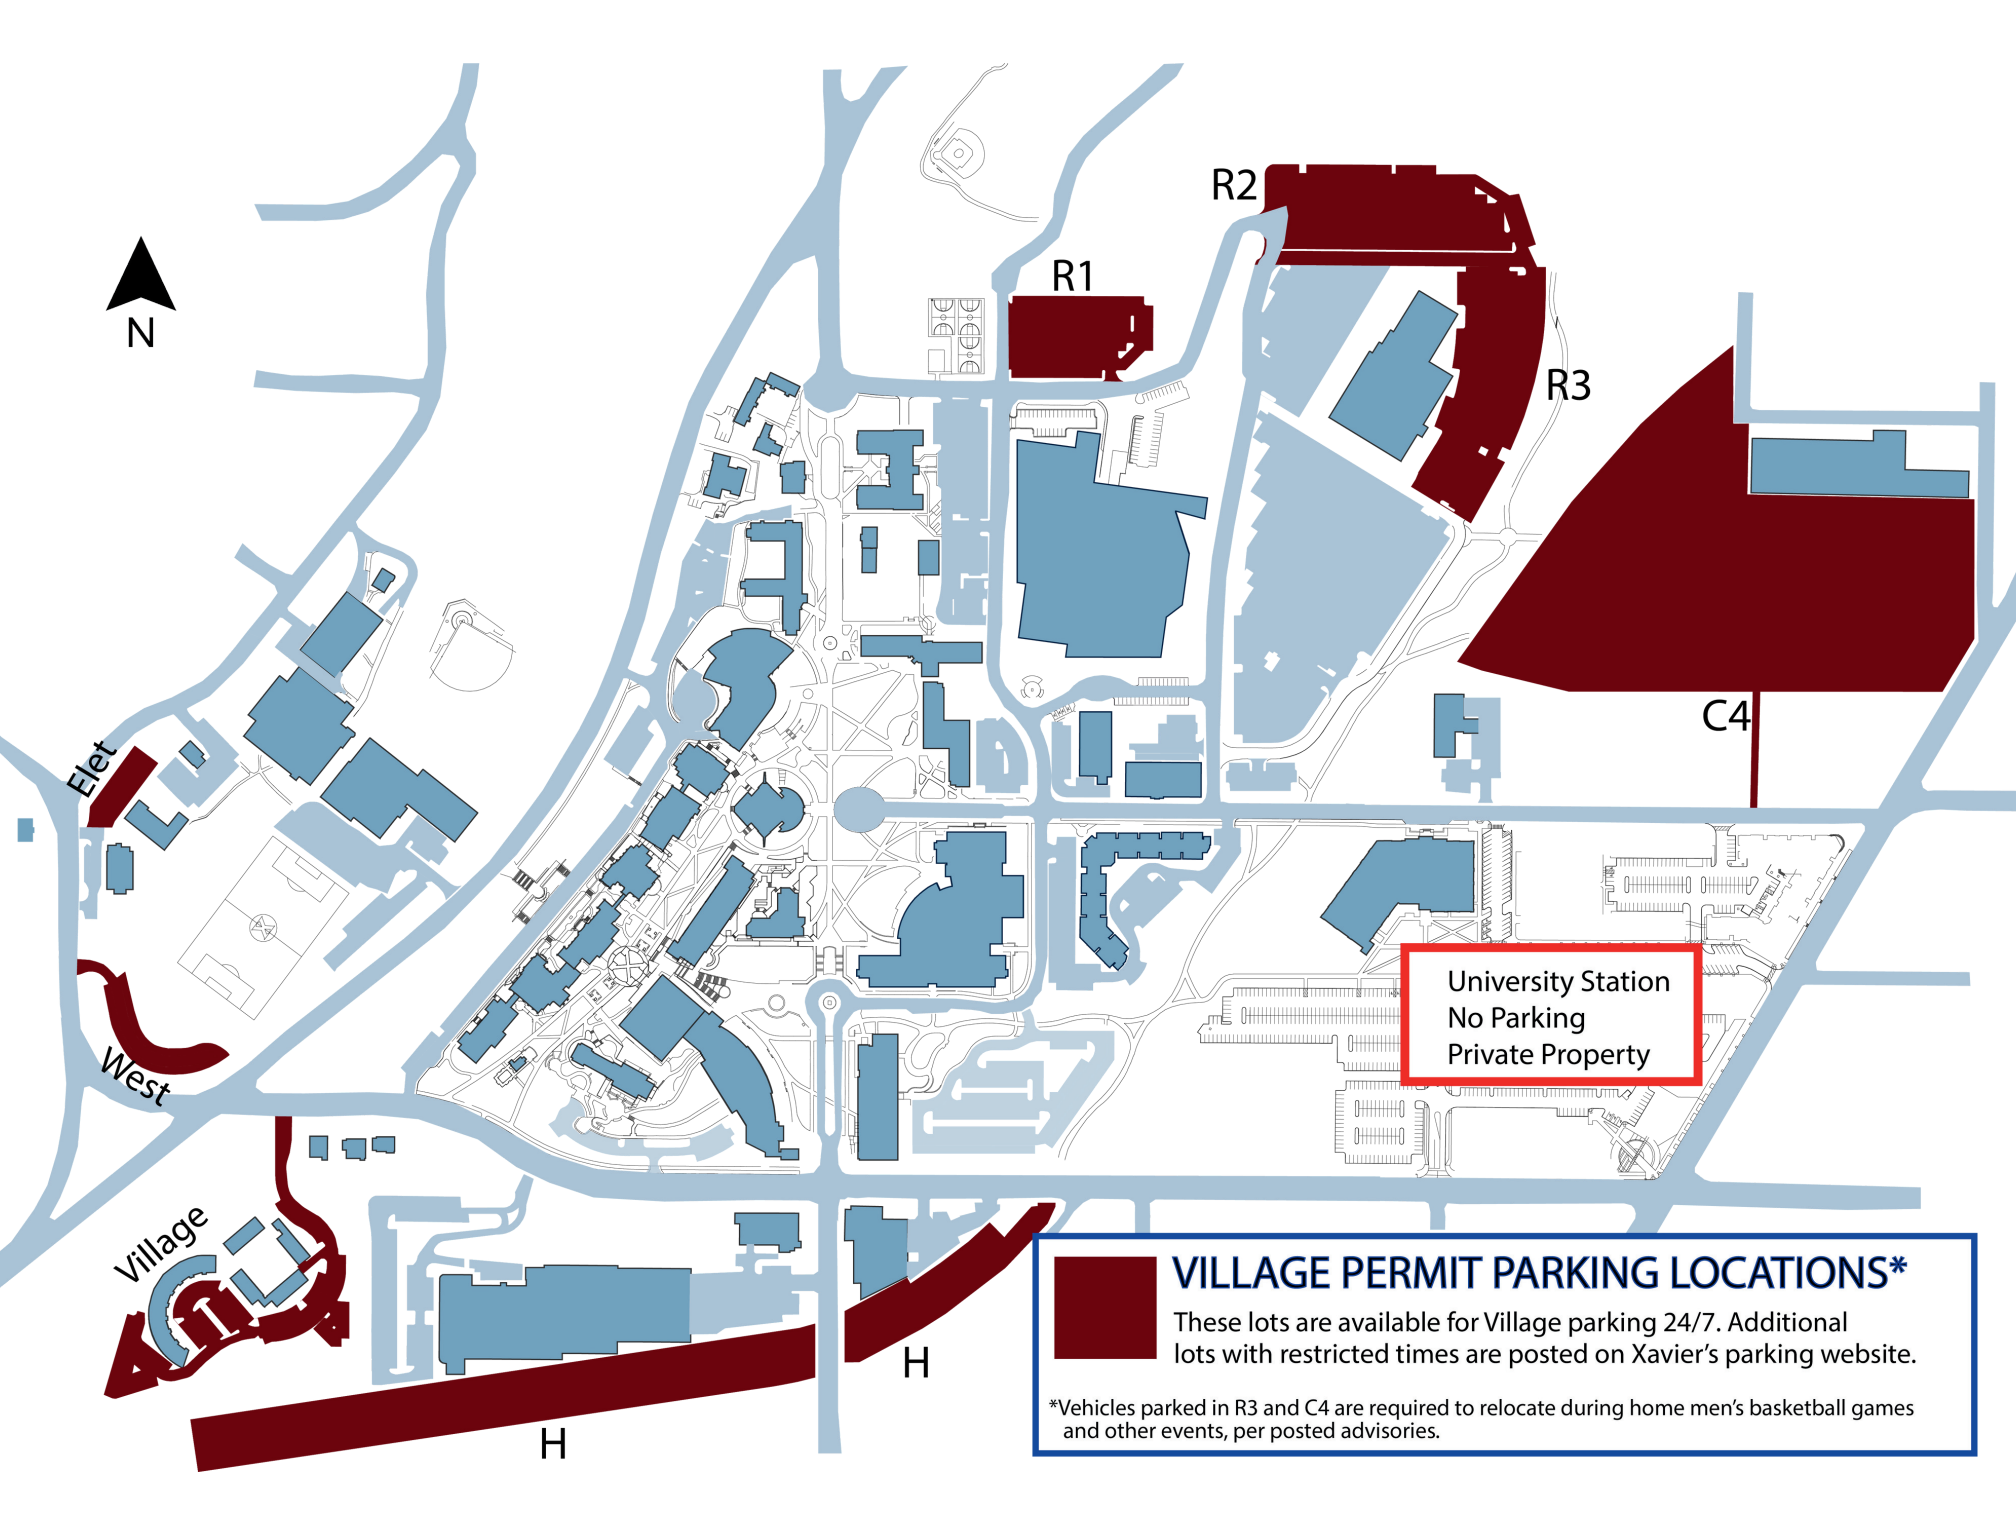 R2
R1
N
R3
C4
Elet
University Station
No Parking
Private Property
West
Village
VILLAGE PERMIT PARKING LOCATIONS*
These lots are available for Village parking 24/7. Additional
lots with restricted times are posted on Xavier's parking website.
H
*Vehicles parked in R3 and C4 are required to relocate during home men's basketball games
and other events, per posted advisories.
H